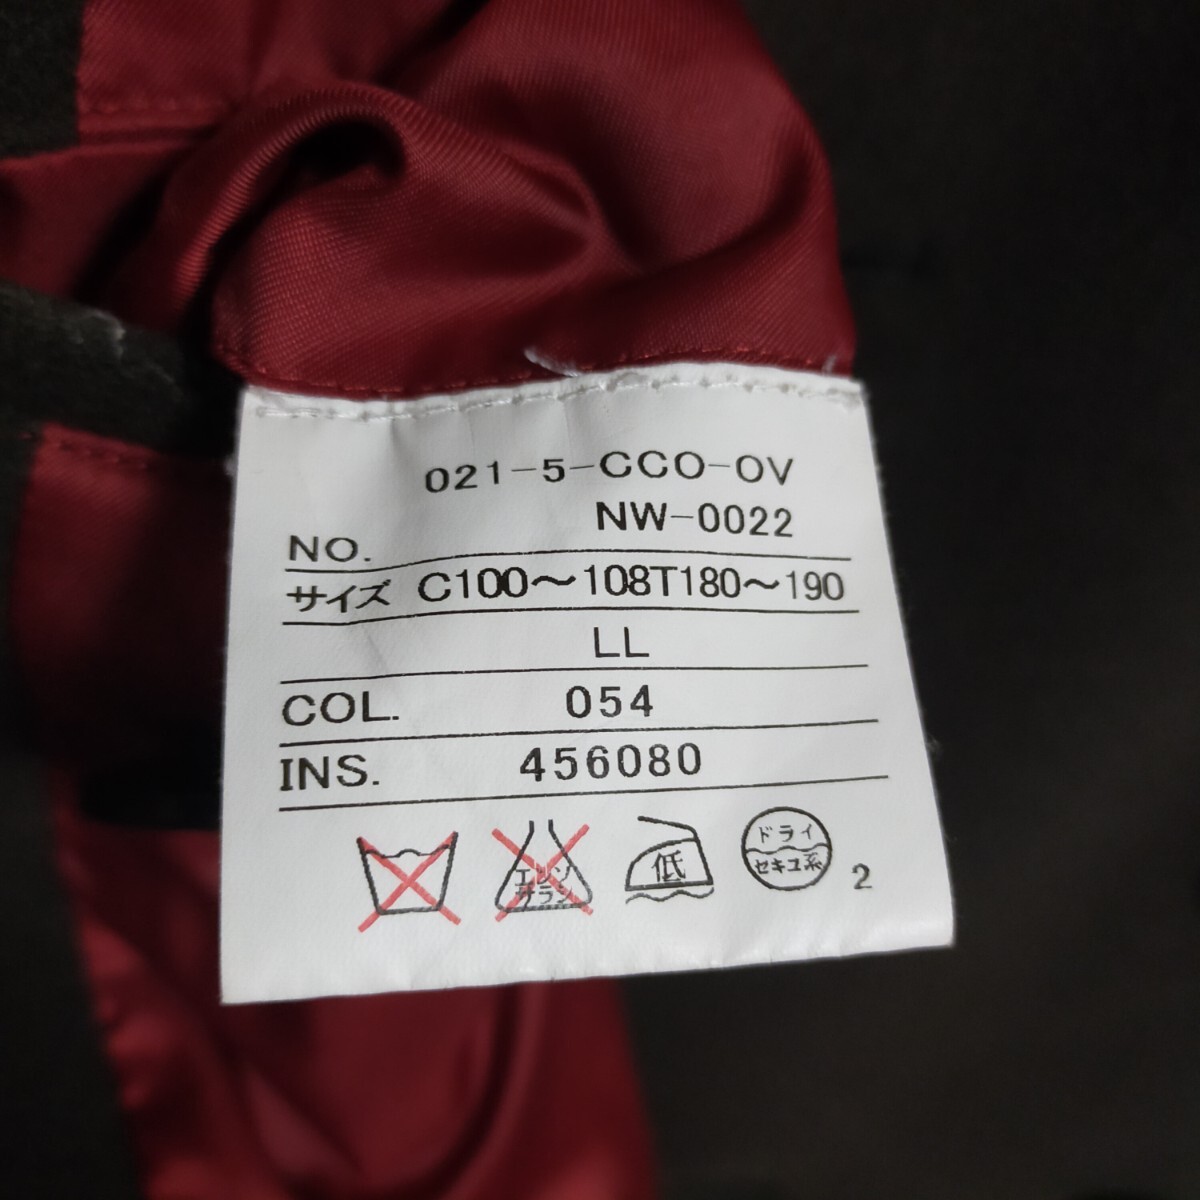 021-5-CCO-OV
NO. NW-0022
サイズ C100〜108T180〜190
LL
COL. 054
INS. 456080
エンソ
サラシ
低
ドライ
セキユ系
2